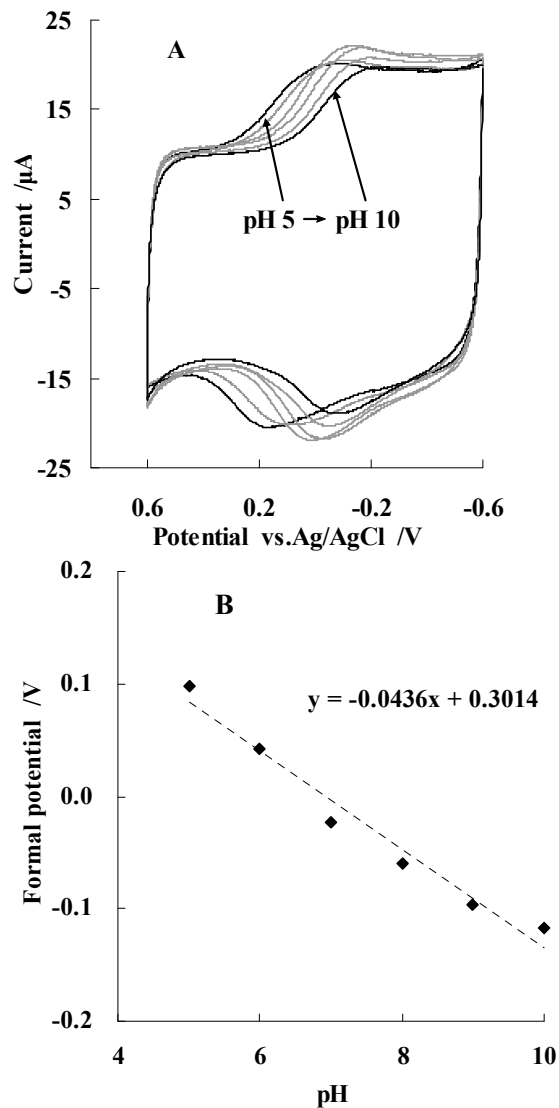 A
25
15
5
-5
-15
-25
Current /μA
pH 5 → pH 10
0.6 0.2 -0.2 -0.6
Potential vs.Ag/AgCl /V
B
0.2
0.1
0.0
-0.1
-0.2
Formal potential /V
y = -0.0436x + 0.3014
4 6 8 10
pH